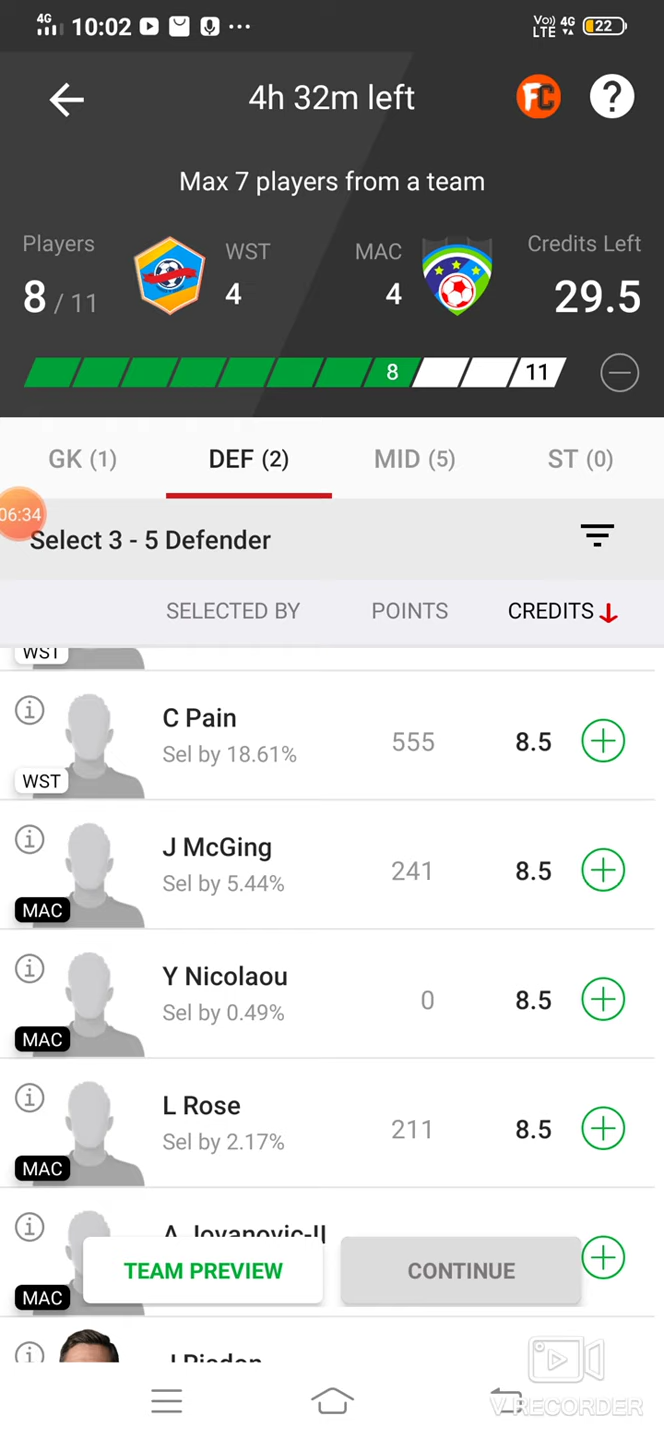 4G 10:02 Vo)) LTE 4G 22
4h 32m left FC ?
Max 7 players from a team
Players WST MAC Credits Left
8 / 11 4 4 29.5
8 11
GK (1) DEF (2) MID (5) ST (0)
06:34
Select 3 - 5 Defender
SELECTED BY POINTS CREDITS
WST
C Pain
Sel by 18.61% 555 8.5
WST
J McGing
Sel by 5.44% 241 8.5
MAC
Y Nicolaou
Sel by 0.49% 0 8.5
MAC
L Rose
Sel by 2.17% 211 8.5
MAC
A Jovanovic-II
TEAM PREVIEW CONTINUE
MAC
J Risdon
V RECORDER